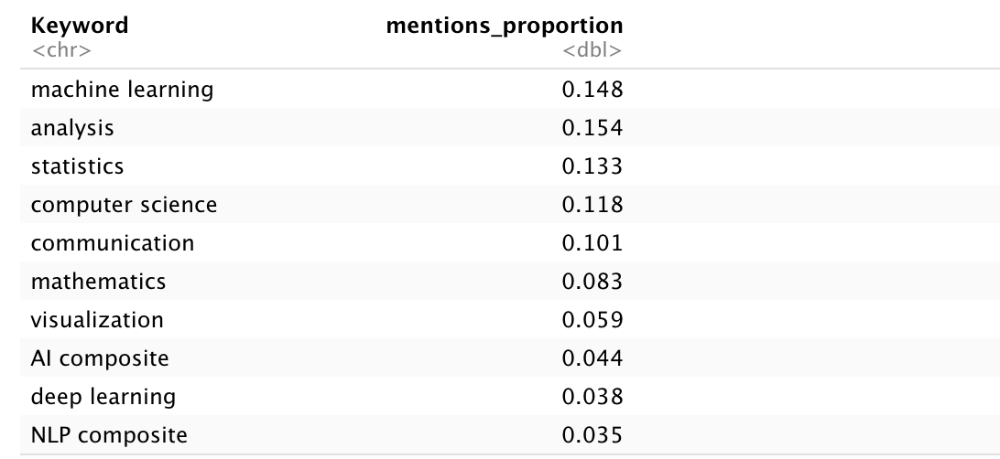 Keyword mentions_proportion
<chr> <dbl>
machine learning 0.148
analysis 0.154
statistics 0.133
computer science 0.118
communication 0.101
mathematics 0.083
visualization 0.059
AI composite 0.044
deep learning 0.038
NLP composite 0.035